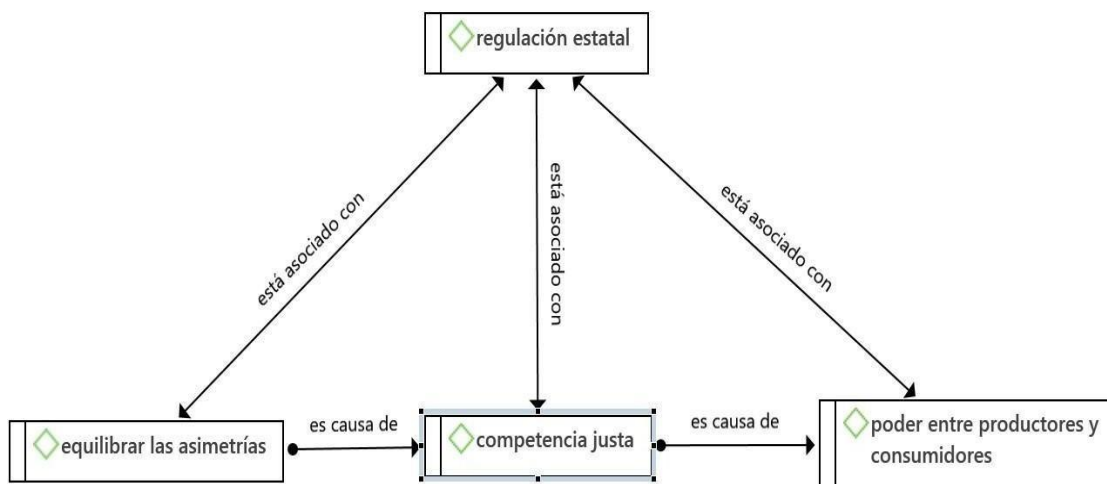 regulación estatal
está asociado con
está asociado con
está asociado con
equilibrar las asimetrías
es causa de
competencia justa
es causa de
poder entre productores y
consumidores